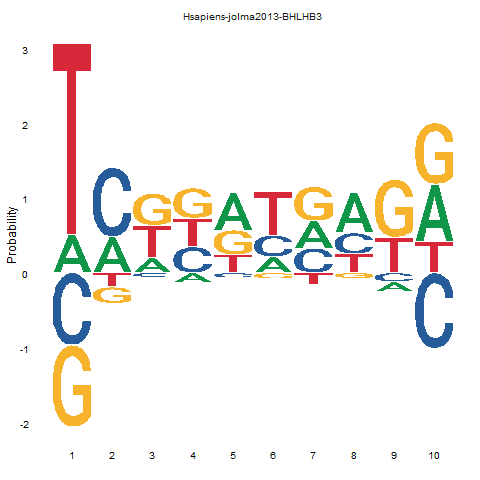 Hsapiens-jolma2013-BHLHB3
Probability
3
2
1
0
-1
-2
T C G G A T G A G G
A A T T G C A C T A
C T A C T A C T C T
G G C A C G T G A C
1 2 3 4 5 6 7 8 9 10